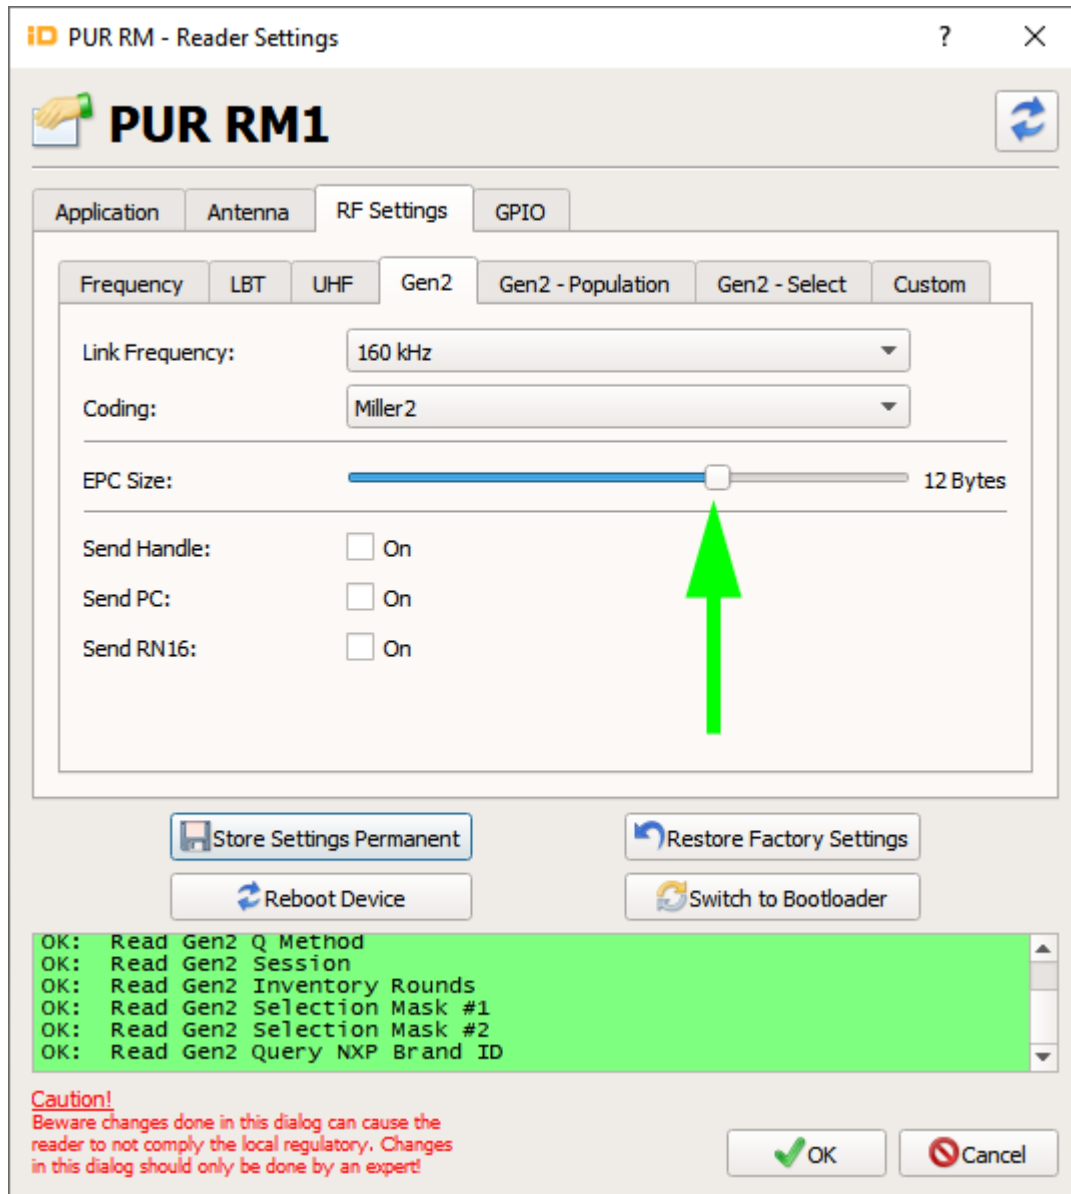 iD PUR RM - Reader Settings ? ×
PUR RM1
Application Antenna RF Settings GPIO
Frequency LBT UHF Gen2 Gen2 - Population Gen2 - Select Custom
Link Frequency: 160 kHz
Coding: Miller2
EPC Size: 12 Bytes
Send Handle: On
Send PC: On
Send RN16: On
Store Settings Permanent Restore Factory Settings
Reboot Device Switch to Bootloader
OK: Read Gen2 Q Method
OK: Read Gen2 Session
OK: Read Gen2 Inventory Rounds
OK: Read Gen2 Selection Mask #1
OK: Read Gen2 Selection Mask #2
OK: Read Gen2 Query NXP Brand ID
Caution!
Beware changes done in this dialog can cause the
reader to not comply the local regulatory. Changes
in this dialog should only be done by an expert!
OK Cancel